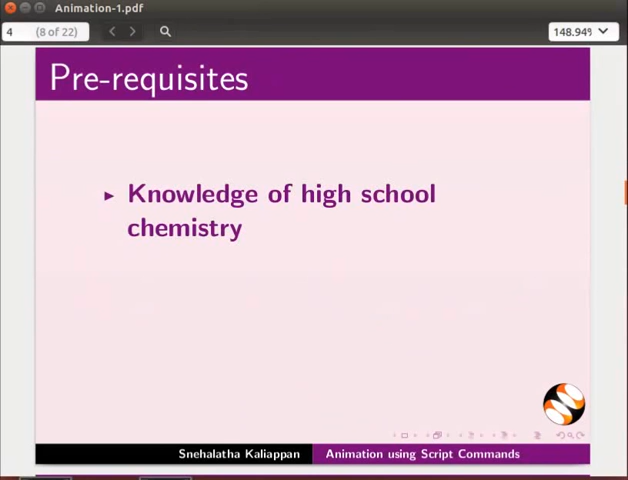 Animation-1.pdf
4 (8 of 22) 148.94%
Pre-requisites
Knowledge of high school
chemistry
Snehalatha Kaliappan Animation using Script Commands